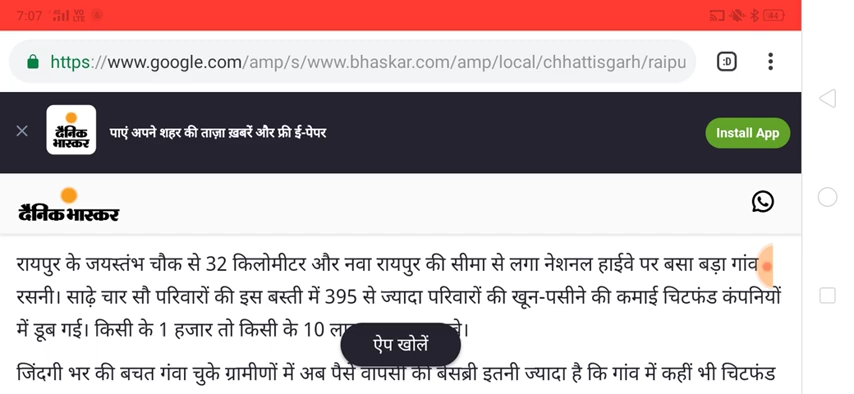 7:07
84
https://www.google.com/amp/s/www.bhaskar.com/amp/local/chhattisgarh/raipu
:D
दैनिक
भास्कर
पाएं अपने शहर की ताज़ा ख़बरें और फ्री ई-पेपर
Install App
दैनिक भास्कर
रायपुर के जयस्तंभ चौक से 32 किलोमीटर और नवा रायपुर की सीमा से लगा नेशनल हाईवे पर बसा बड़ा गांव
रसनी। साढ़े चार सौ परिवारों की इस बस्ती में 395 से ज्यादा परिवारों की खून-पसीने की कमाई चिटफंड कंपनियों
में डूब गई। किसी के 1 हजार तो किसी के 10
ऐप खोलें
जिंदगी भर की बचत गंवा चुके ग्रामीणों में अब पैसे वापसी की बेसब्री इतनी ज्यादा है कि गांव में कहीं भी चिटफंड